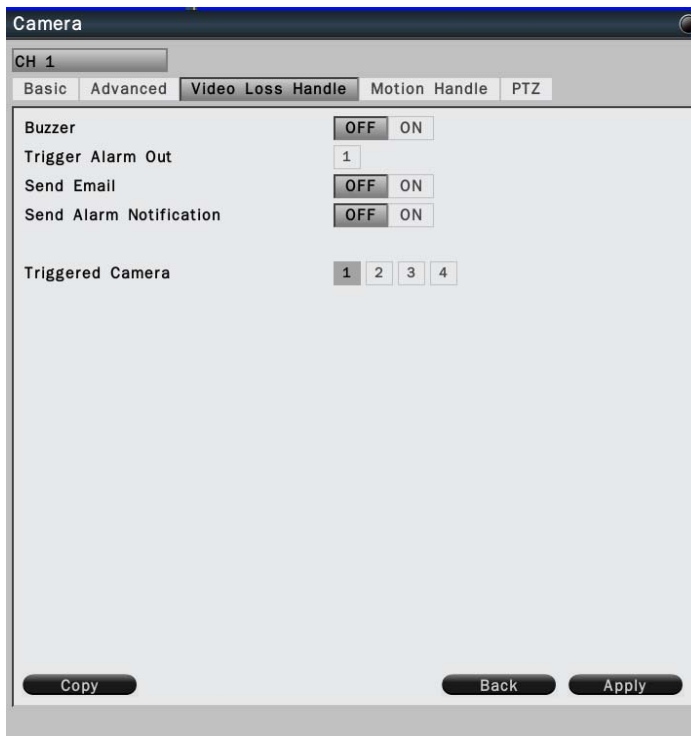 Camera
CH 1
Basic Advanced Video Loss Handle Motion Handle PTZ
Buzzer OFF ON
Trigger Alarm Out 1
Send Email OFF ON
Send Alarm Notification OFF ON
Triggered Camera 1 2 3 4
Copy Back Apply